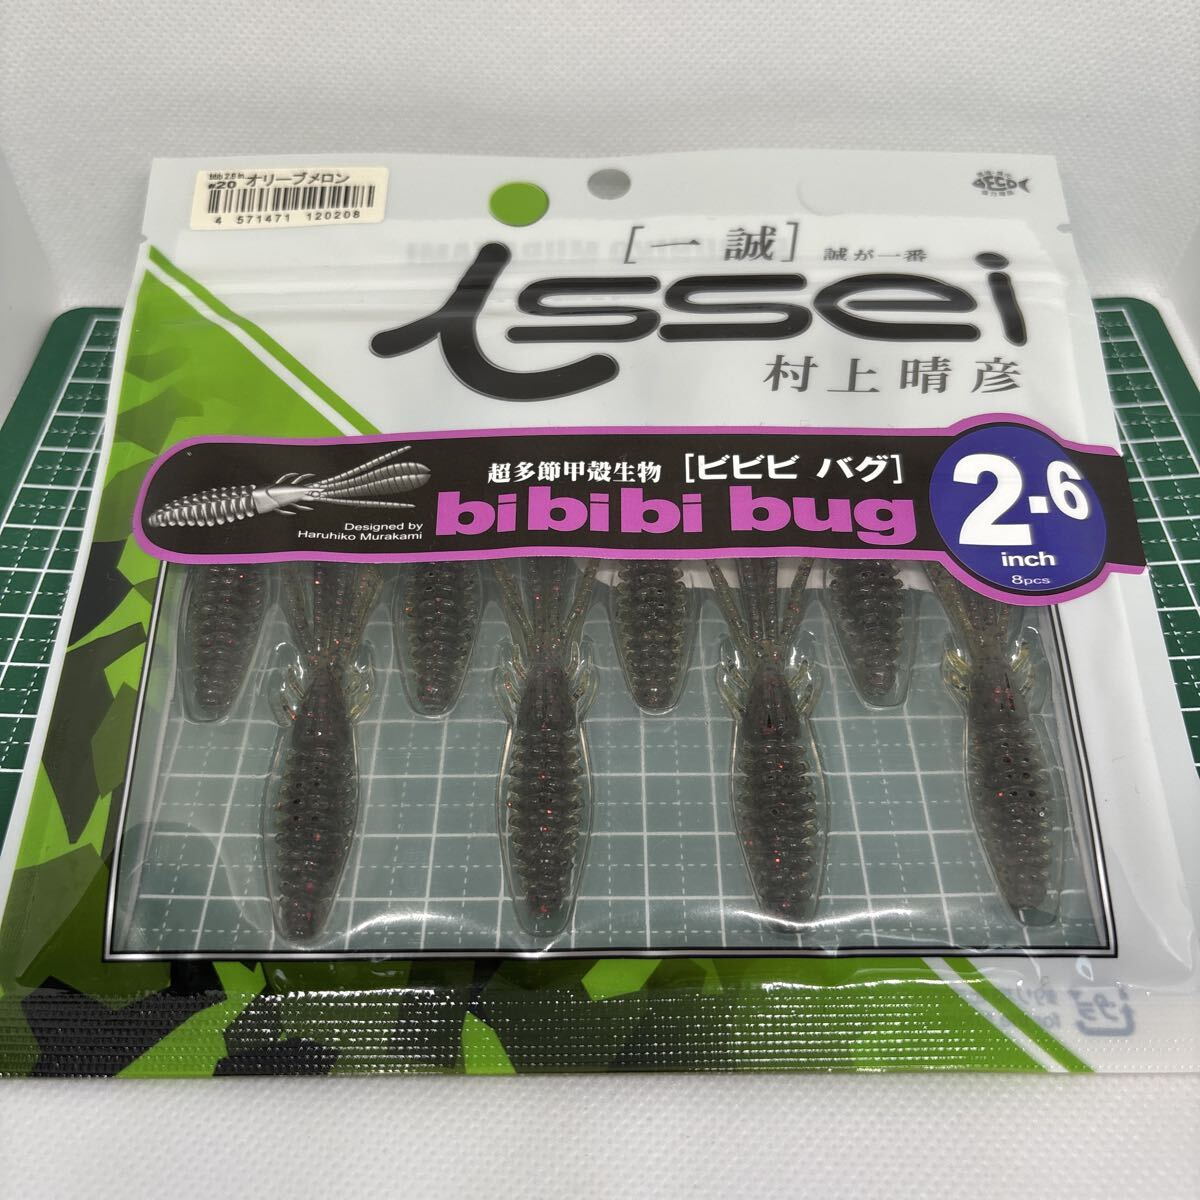 bbb 2.6 in
#20 オリーブメロン
4 571471 120208
ECO
[一誠] 誠が一番
issei
村上晴彦
超多節甲殻生物 [ビビビ バグ]
bibibi bug
Designed by
Haruhiko Murakami
2.6
inch
8pcs